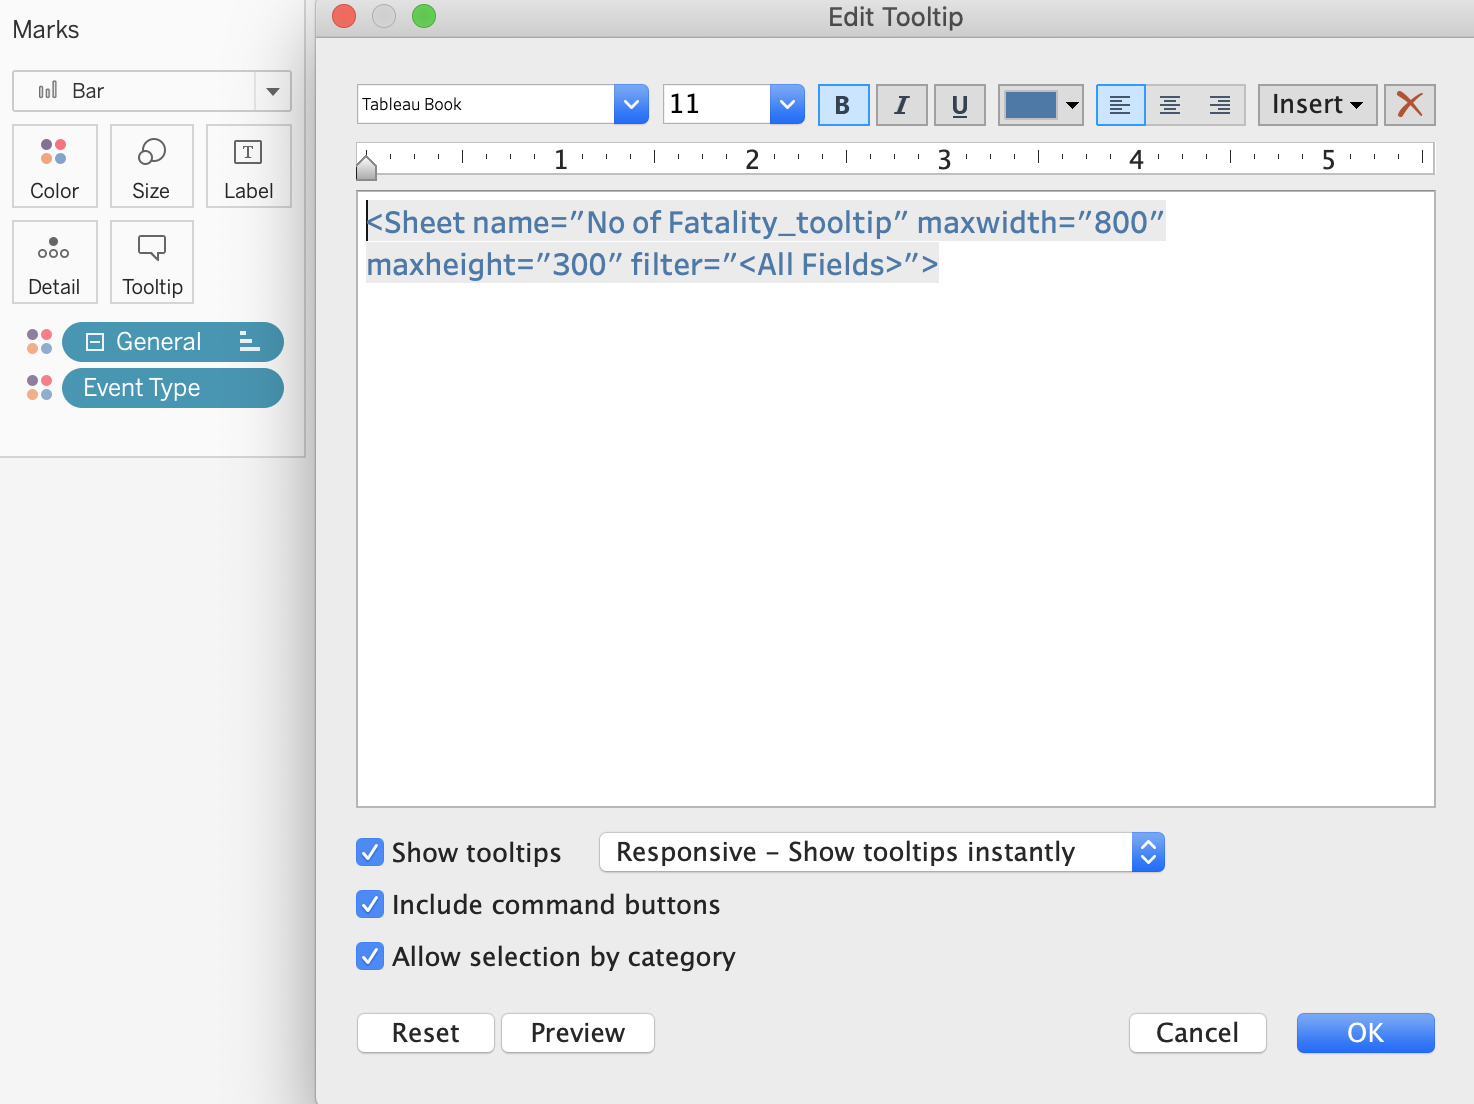 Marks
Bar
Color
Size
T
Label
Detail
Tooltip
General
Event Type
Edit Tooltip
Tableau Book
11
B
I
U
Insert
1 2 3 4 5
<Sheet name="No of Fatality_tooltip" maxwidth="800"
maxheight="300" filter="<All Fields>">
Show tooltips
Responsive – Show tooltips instantly
Include command buttons
Allow selection by category
Reset
Preview
Cancel
OK